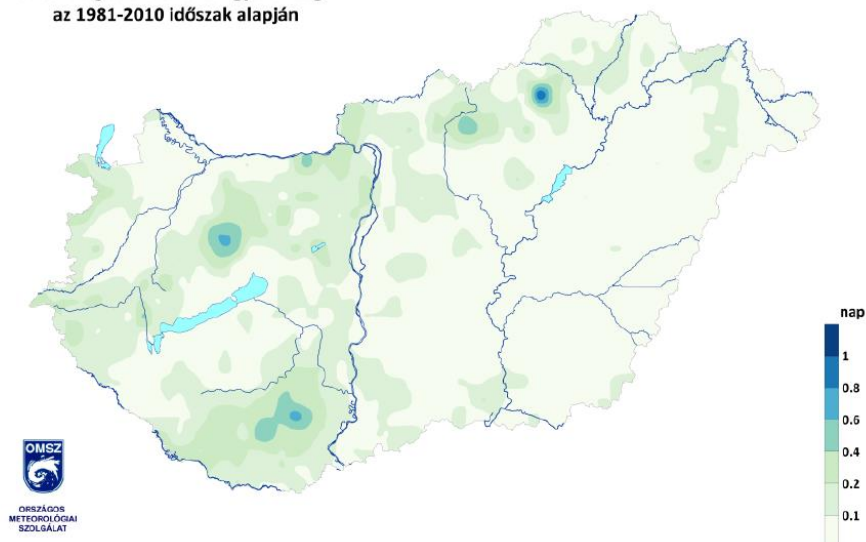 az 1981-2010 időszak alapján
nap
1
0.8
0.6
0.4
0.2
0.1
OMSZ
ORSZÁGOS
METEOROLÓGIAI
SZOLGÁLAT